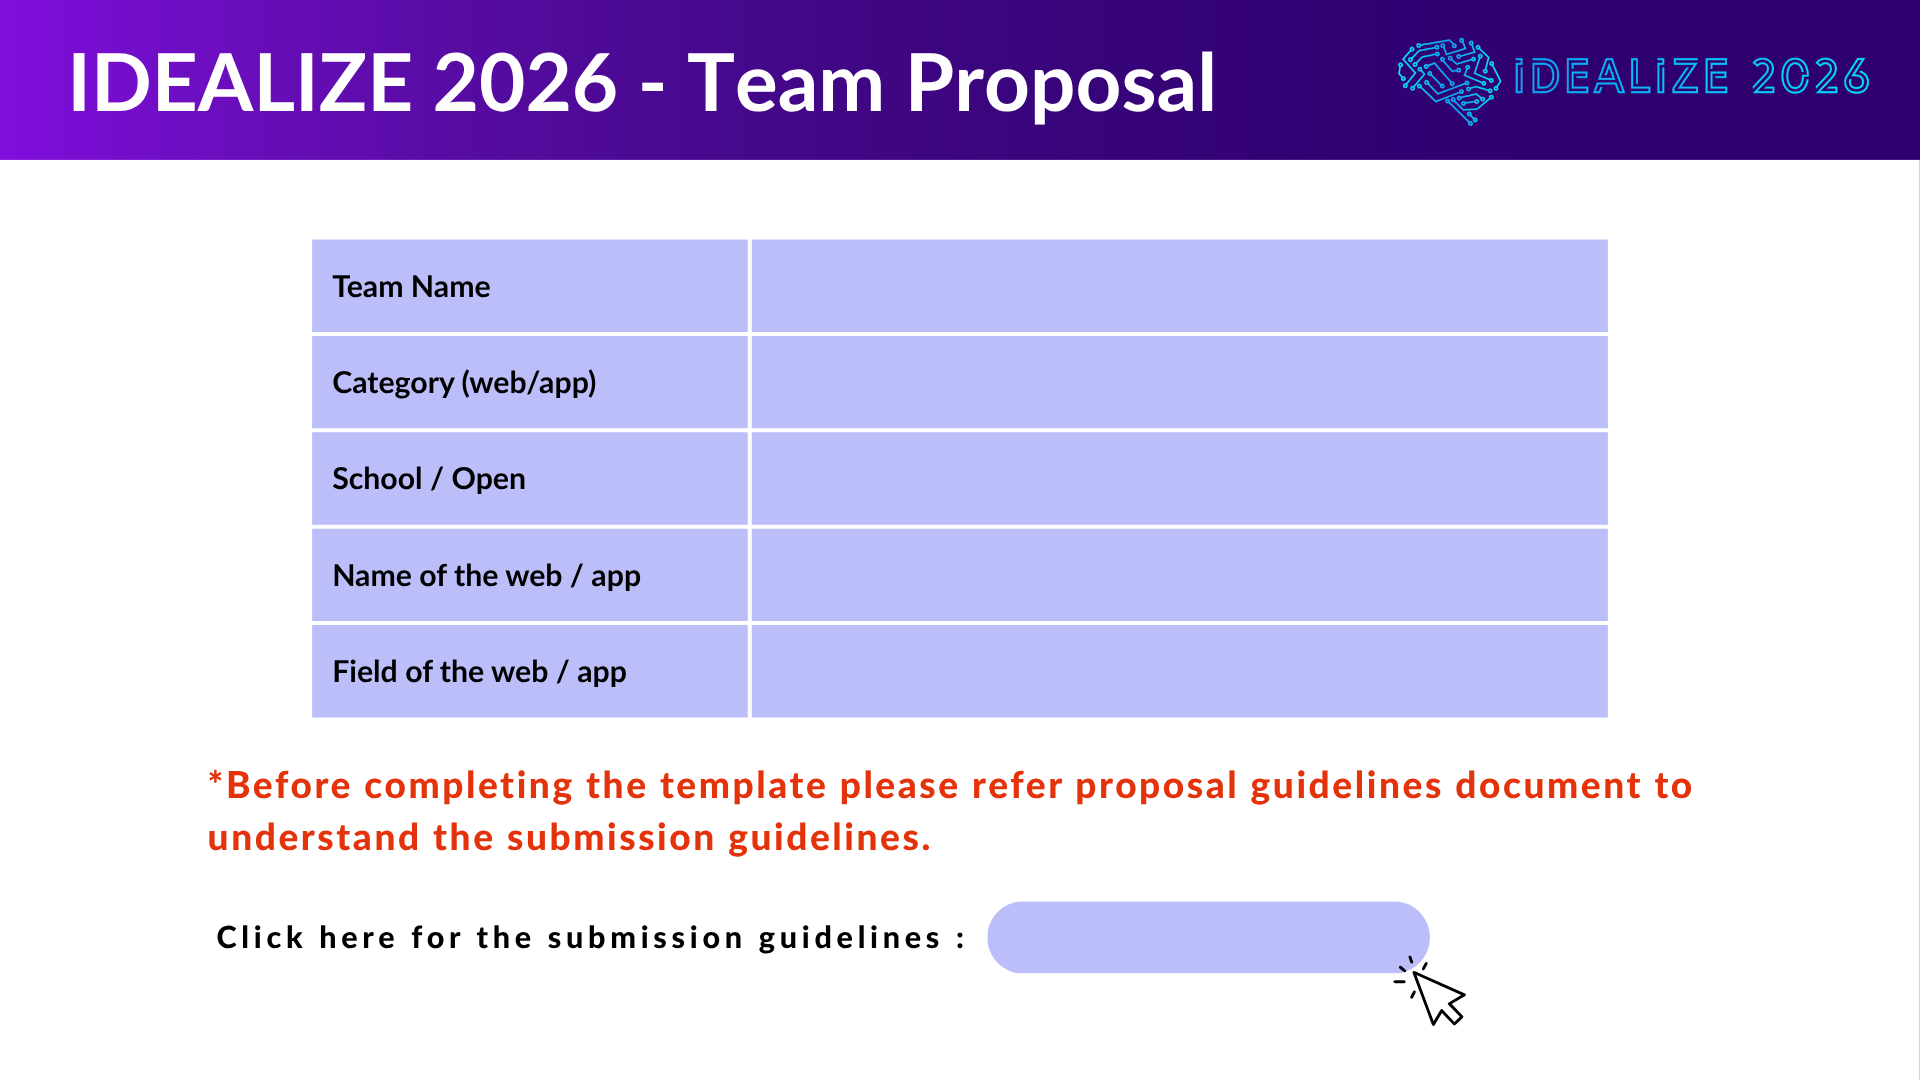 IDEALIZE 2026 - Team Proposal
iDEALiZE 2026
Team Name
Category (web/app)
School / Open
Name of the web / app
Field of the web / app
*Before completing the template please refer proposal guidelines document to
understand the submission guidelines.
Click here for the submission guidelines :